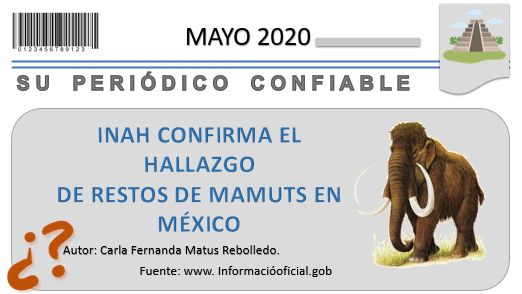 0123456789123
MAYO 2020
SU PERIÓDICO CONFIABLE
INAH CONFIRMA EL
HALLAZGO
DE RESTOS DE MAMUTS EN
MÉXICO
¿?
Autor: Carla Fernanda Matus Rebolledo.
Fuente: www. Informacióoficial.gob